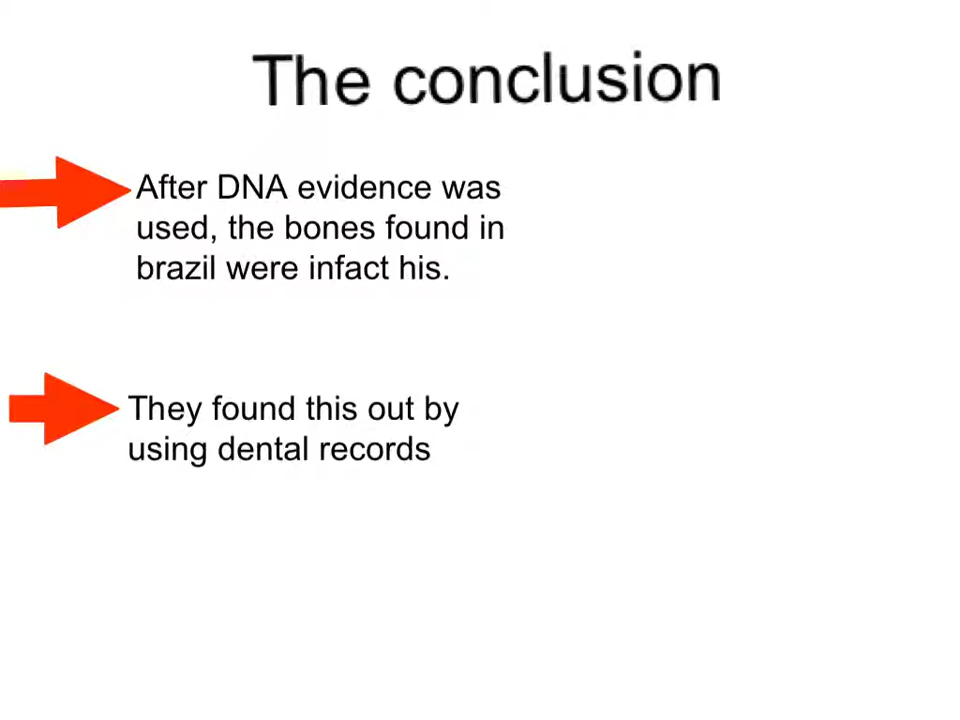 The conclusion
After DNA evidence was
used, the bones found in
brazil were infact his.
They found this out by
using dental records